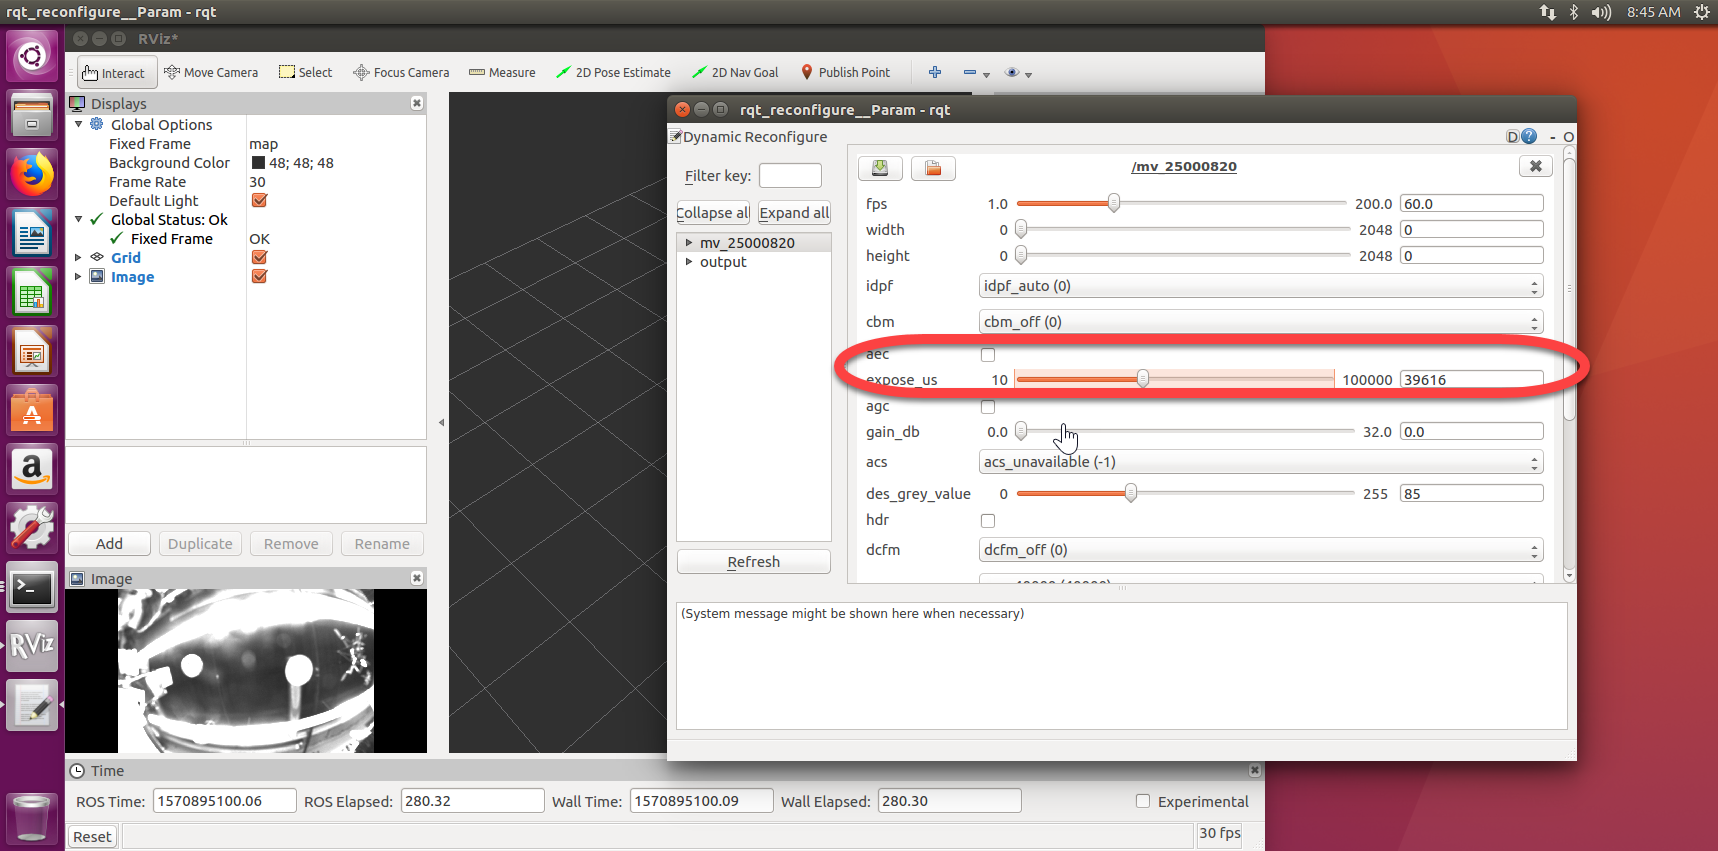 rqt_reconfigure__Param - rqt
8:45 AM
RViz*
Interact Move Camera Select Focus Camera Measure 2D Pose Estimate 2D Nav Goal Publish Point
Displays
Global Options
Fixed Frame map
Background Color 48; 48; 48
Frame Rate 30
Default Light
Global Status: Ok
Fixed Frame OK
Grid
Image
Add Duplicate Remove Rename
Image
rqt_reconfigure__Param - rqt
Dynamic Reconfigure D ? - O
Filter key:
Collapse all Expand all
mv_25000820
output
Refresh
/mv_25000820
fps 1.0 200.0 60.0
width 0 2048 0
height 0 2048 0
idpf idpf_auto (0)
cbm cbm_off (0)
aec
expose_us 10 100000 39616
agc
gain_db 0.0 32.0 0.0
acs acs_unavailable (-1)
des_grey_value 0 255 85
hdr
dcfm dcfm_off (0)
(System message might be shown here when necessary)
RViz
Time
ROS Time: 1570895100.06 ROS Elapsed: 280.32 Wall Time: 1570895100.09 Wall Elapsed: 280.30 Experimental
Reset 30 fps